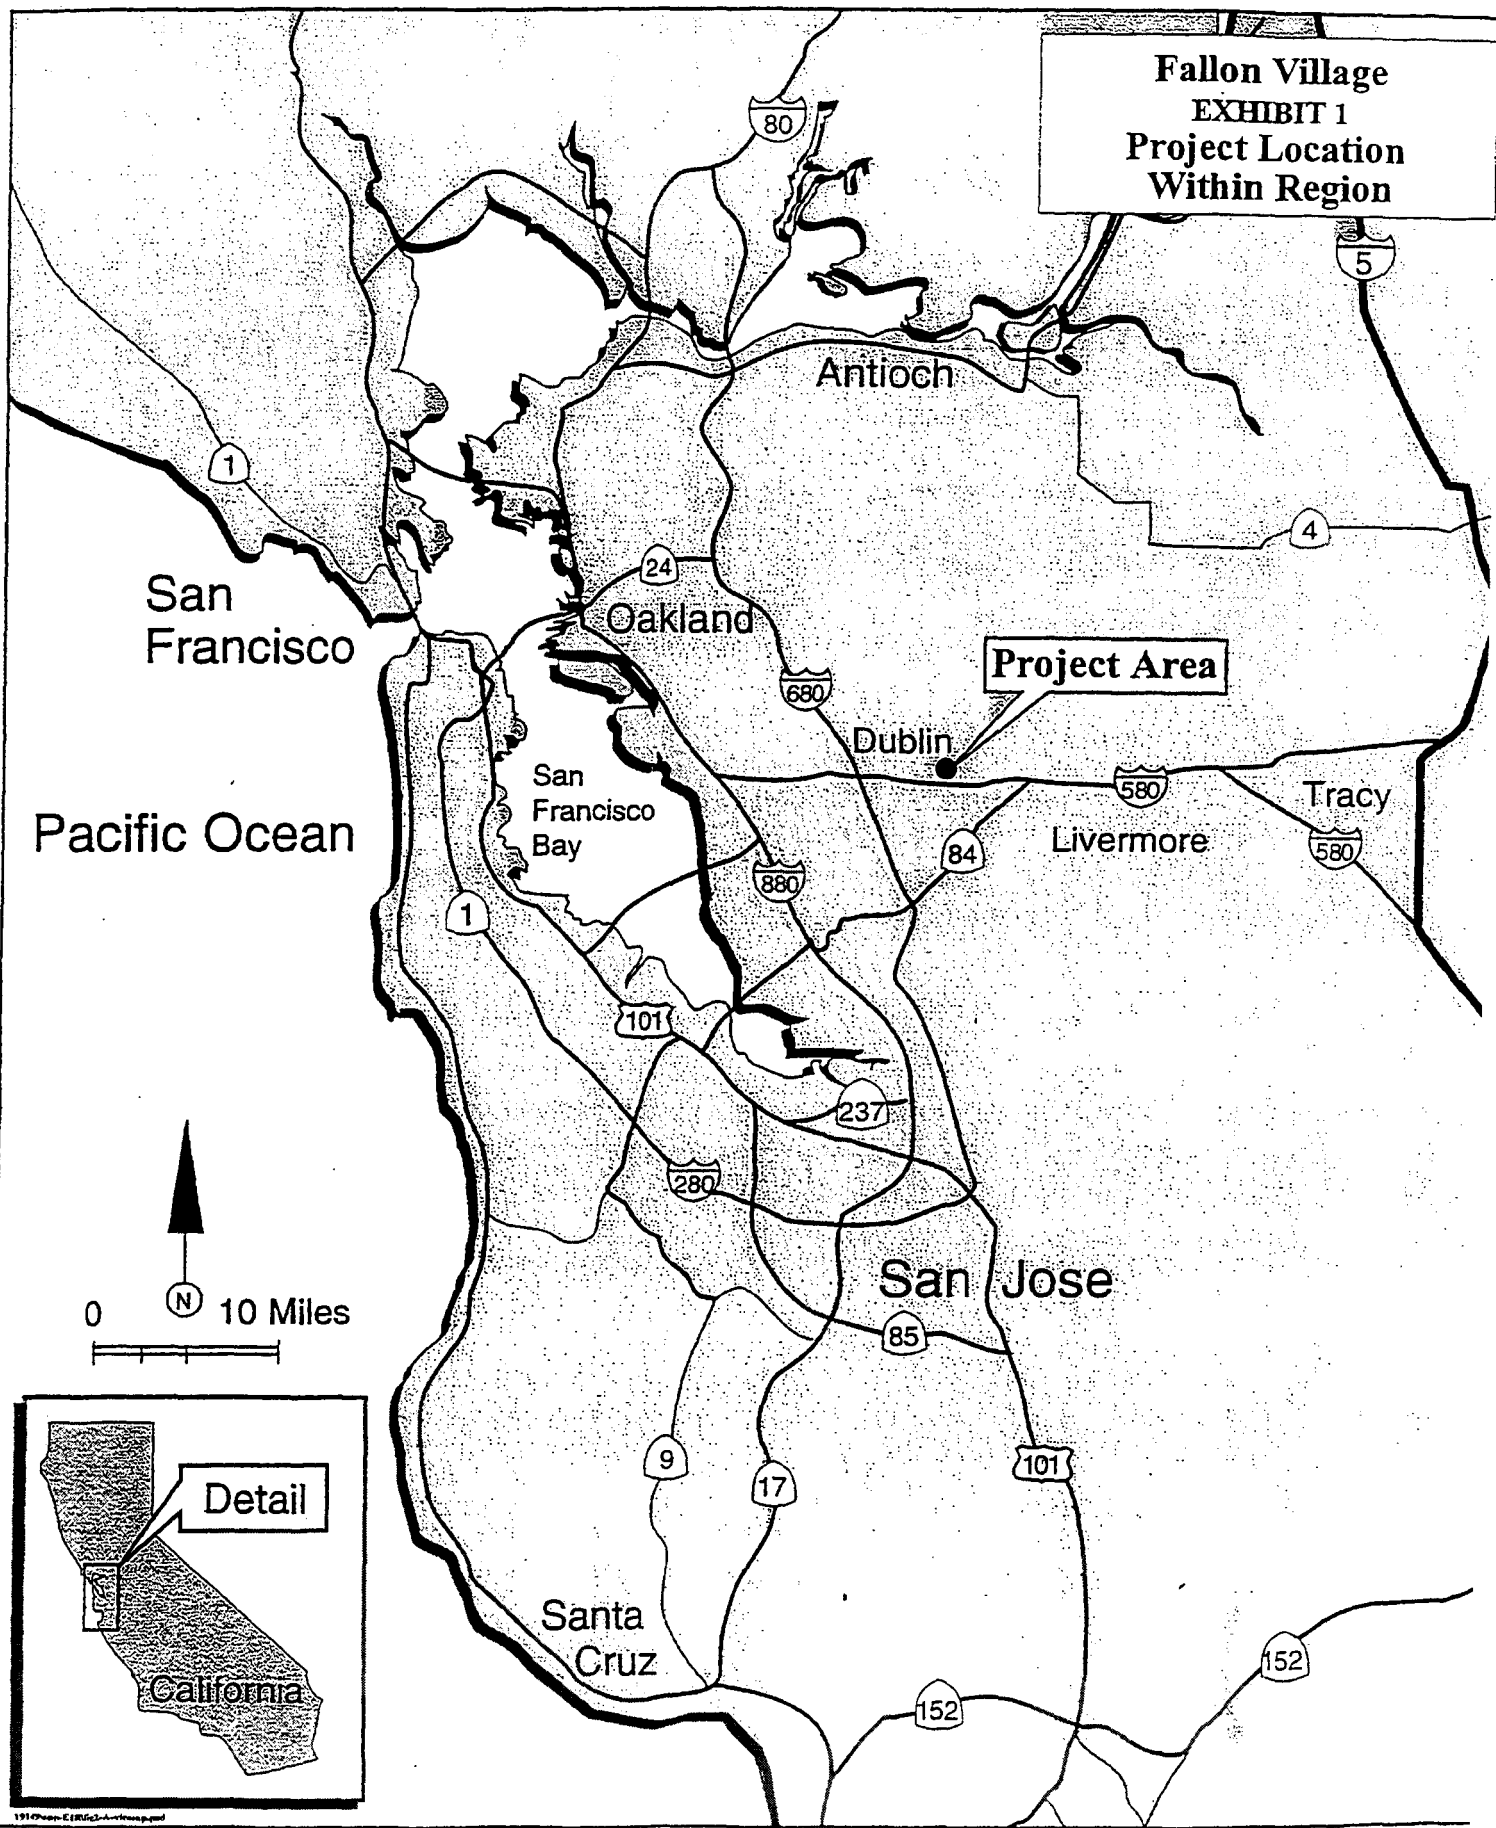 Fallon Village
EXHIBIT 1
Project Location
Within Region
80
5
Antioch
1
4
24
San
Francisco
Oakland
Project Area
680
Dublin
580
Tracy
San
Francisco
Bay
Pacific Ocean
Livermore
84
580
880
1
101
237
280
San Jose
0
N
10 Miles
85
9
17
101
Detail
Santa
Cruz
California
152
152